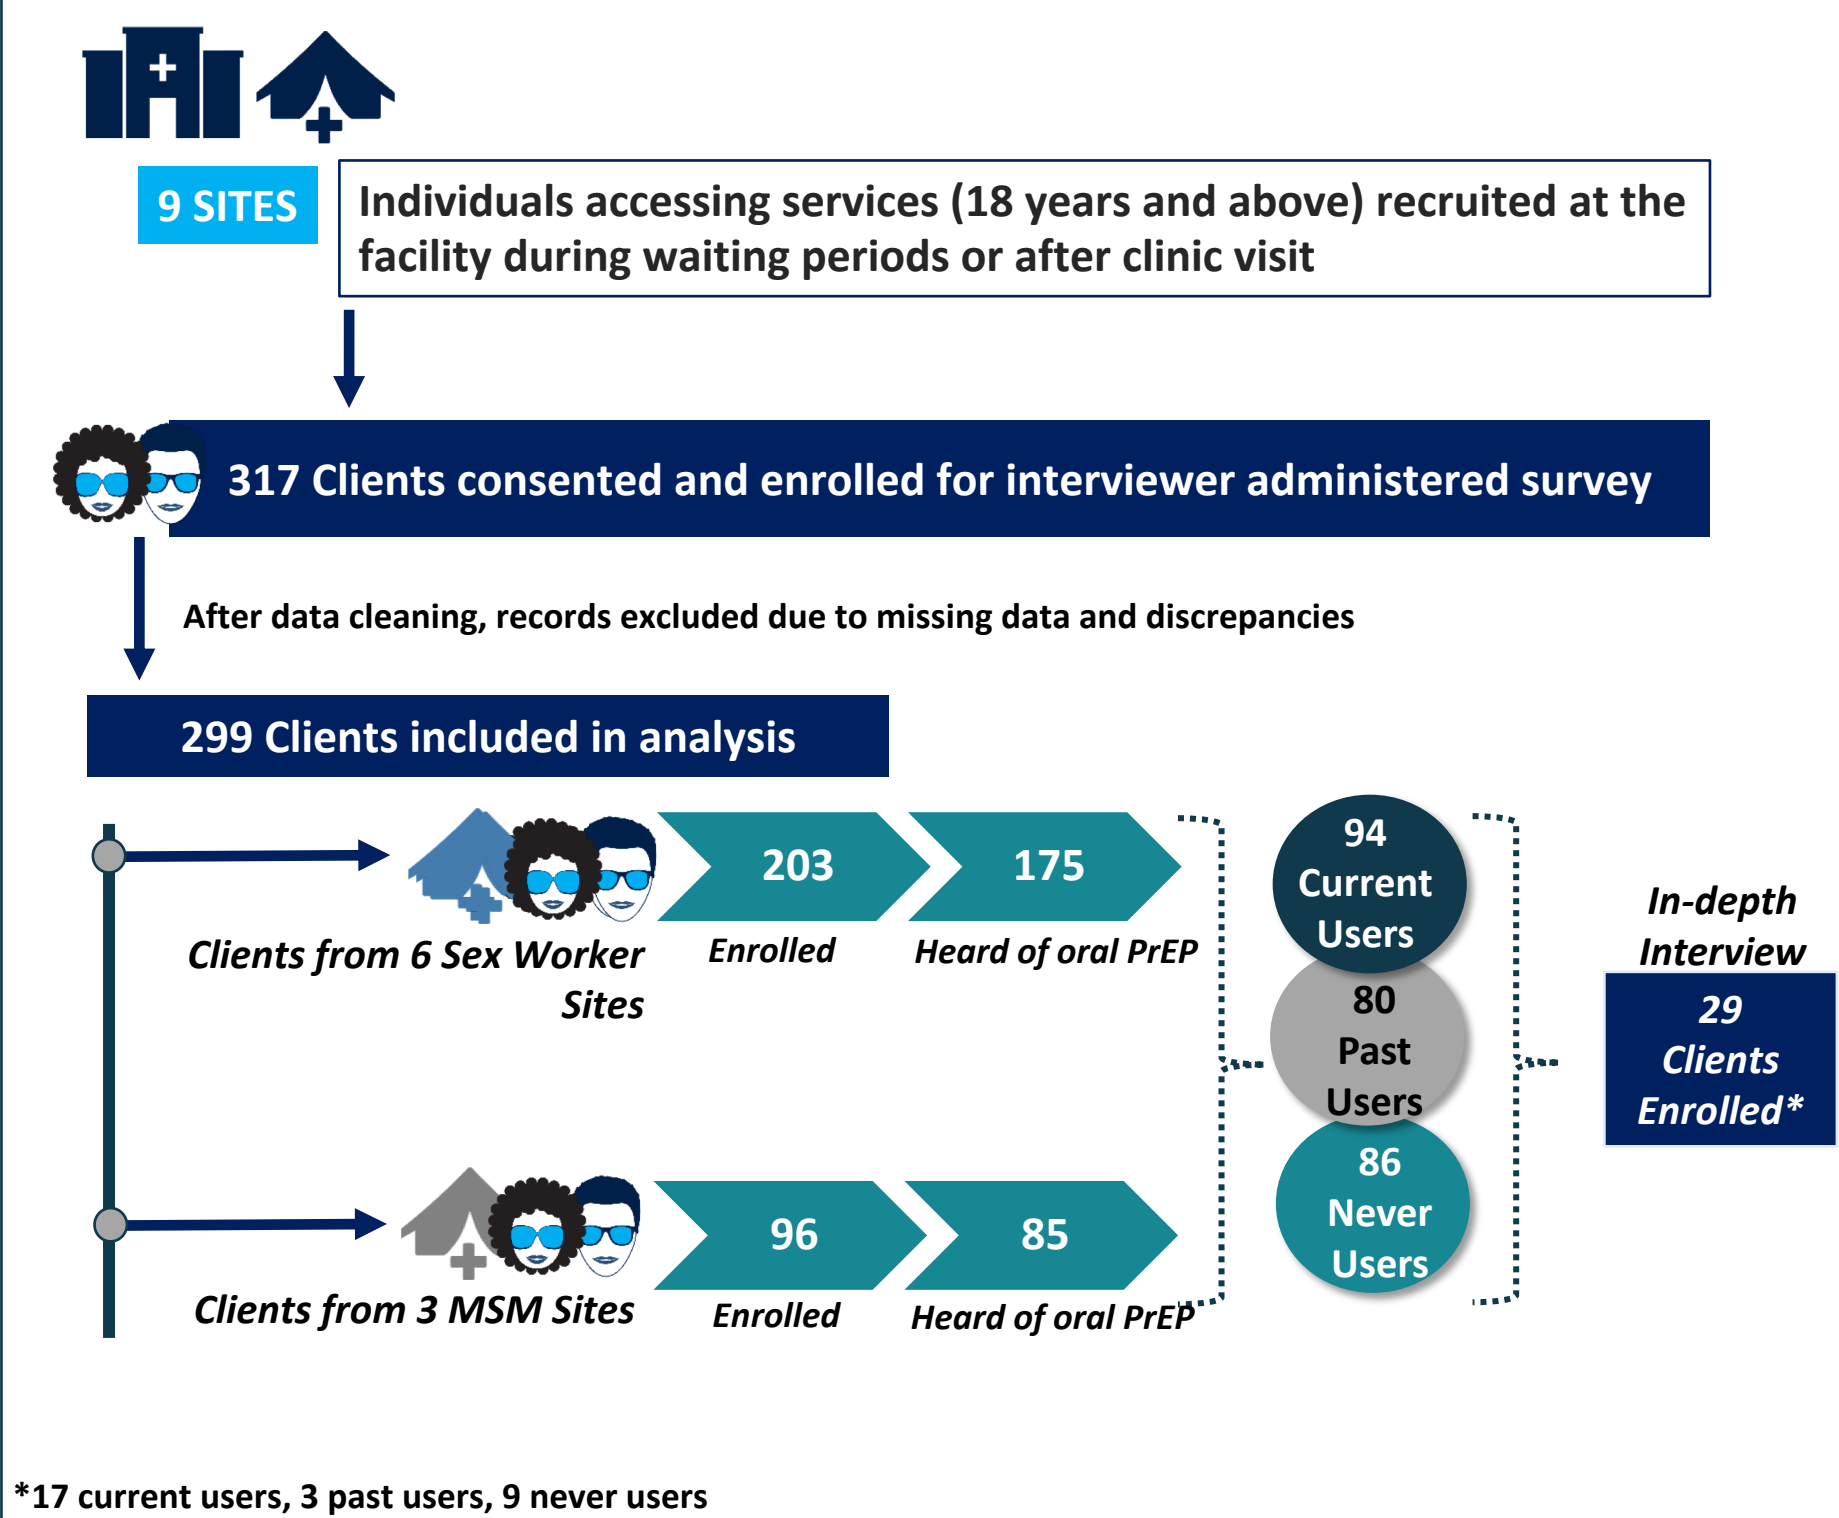 9 SITES
Individuals accessing services (18 years and above) recruited at the
facility during waiting periods or after clinic visit
317 Clients consented and enrolled for interviewer administered survey
After data cleaning, records excluded due to missing data and discrepancies
299 Clients included in analysis
203
175
Clients from 6 Sex Worker
Sites
Enrolled
Heard of oral PrEP
96
85
Clients from 3 MSM Sites
Enrolled
Heard of oral PrEP
94
Current
Users
80
Past
Users
86
Never
Users
In-depth
Interview
29
Clients
Enrolled*
*17 current users, 3 past users, 9 never users